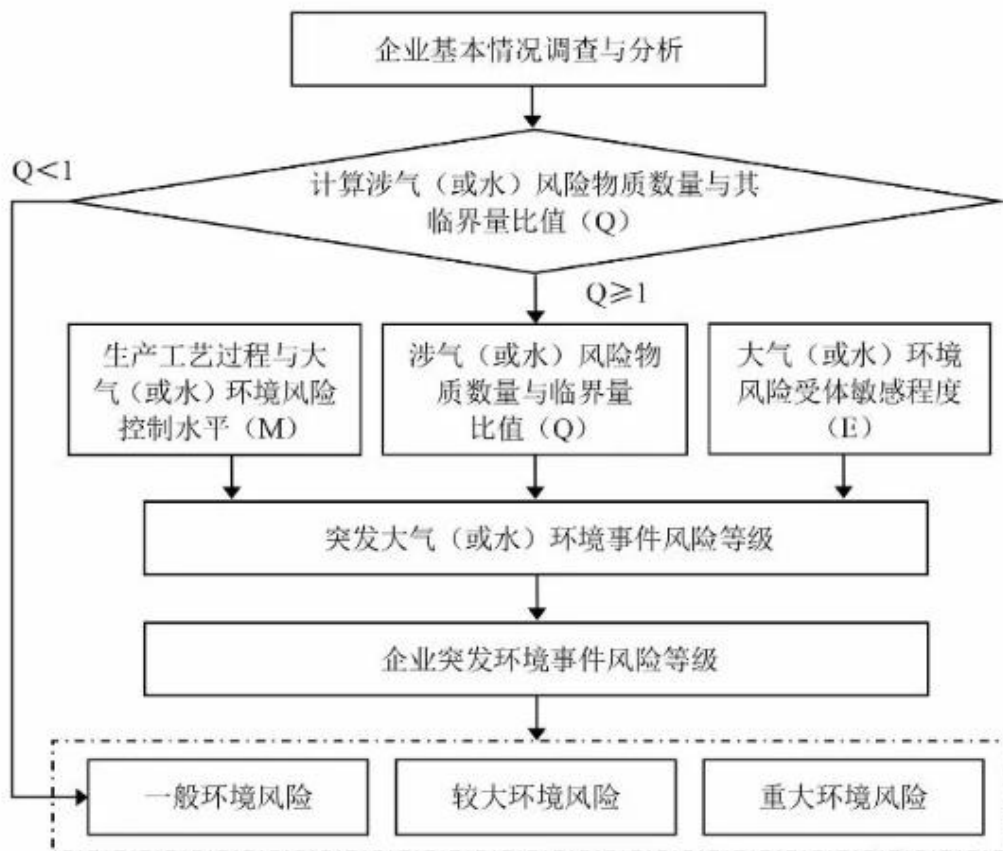 企业基本情况调查与分析
Q＜1
计算涉气（或水）风险物质数量与其
临界量比值（Q）
Q≥1
生产工艺过程与大
气（或水）环境风险
控制水平（M）
涉气（或水）风险物
质数量与临界量
比值（Q）
大气（或水）环境
风险受体敏感程度
（E）
突发大气（或水）环境事件风险等级
企业突发环境事件风险等级
一般环境风险
较大环境风险
重大环境风险